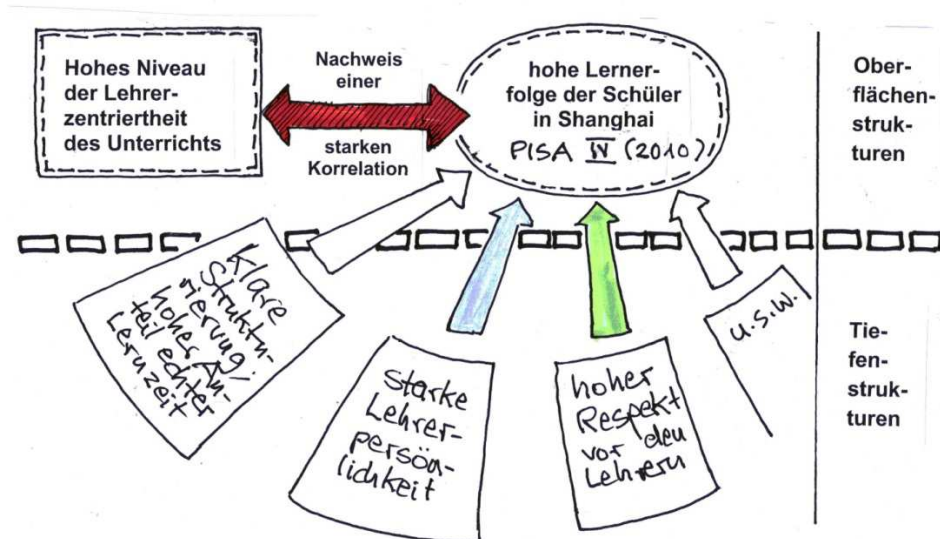 Hohes Niveau
der Lehrer-
zentriertheit
des Unterrichts
Nachweis
einer
starken
Korrelation
hohe Lerner-
folge der Schüler
in Shanghai
PISA IV (2010)
Ober-
flächen-
struk-
turen
Klare
Struktu-
rierung/
hoher An-
teil echter
Lernzeit
starke
Lehrer-
persön-
lichkeit
hoher
Respekt
vor den
Lehrern
u.s.w.
Tie-
fen-
struk-
turen